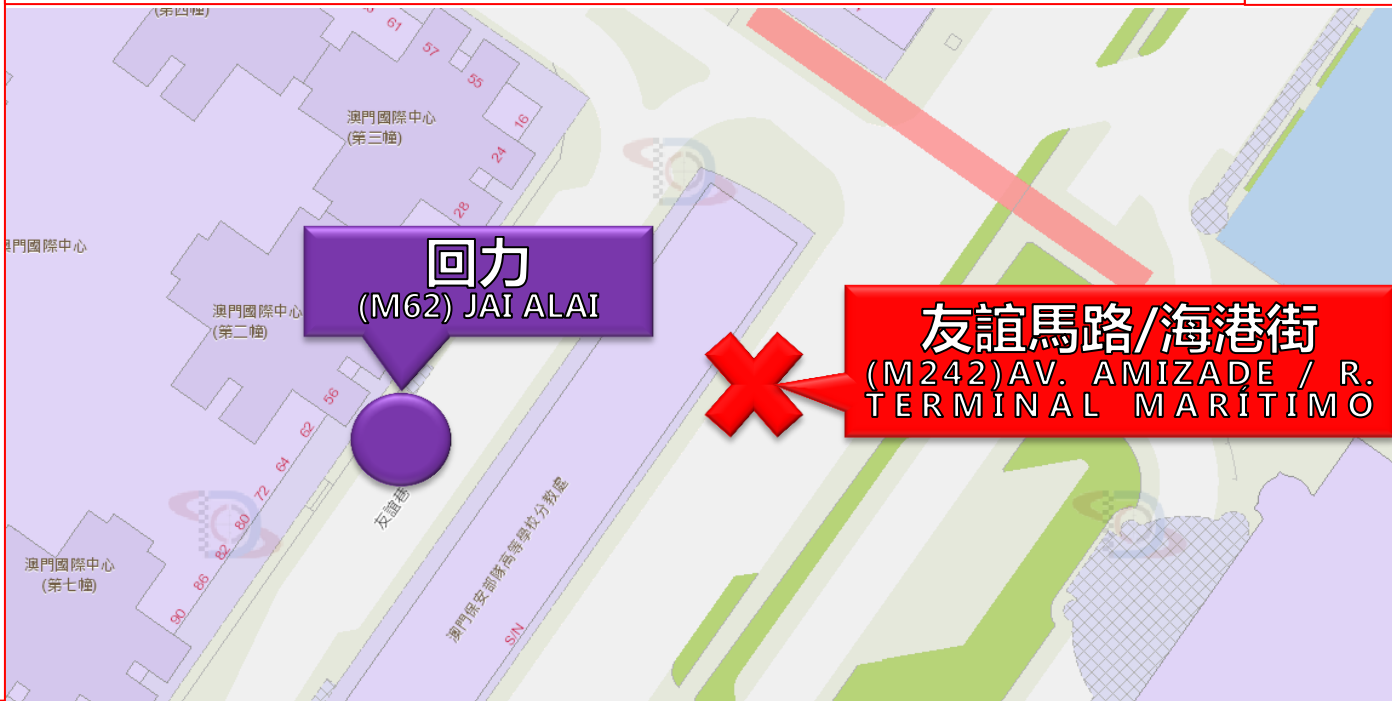 (第四幢)
61
57
55
16
澳門國際中心
(第三幢)
24
28
澳門國際中心
回力
(M62) JAI ALAI
澳門國際中心
(第二幢)
友誼馬路/海港街
(M242)AV. AMIZADE / R.
TERMINAL MARÍTIMO
56
62
64
72
80
82
86
90
友誼巷
澳門保安部隊高等學校分教處
S/N
澳門國際中心
(第七幢)